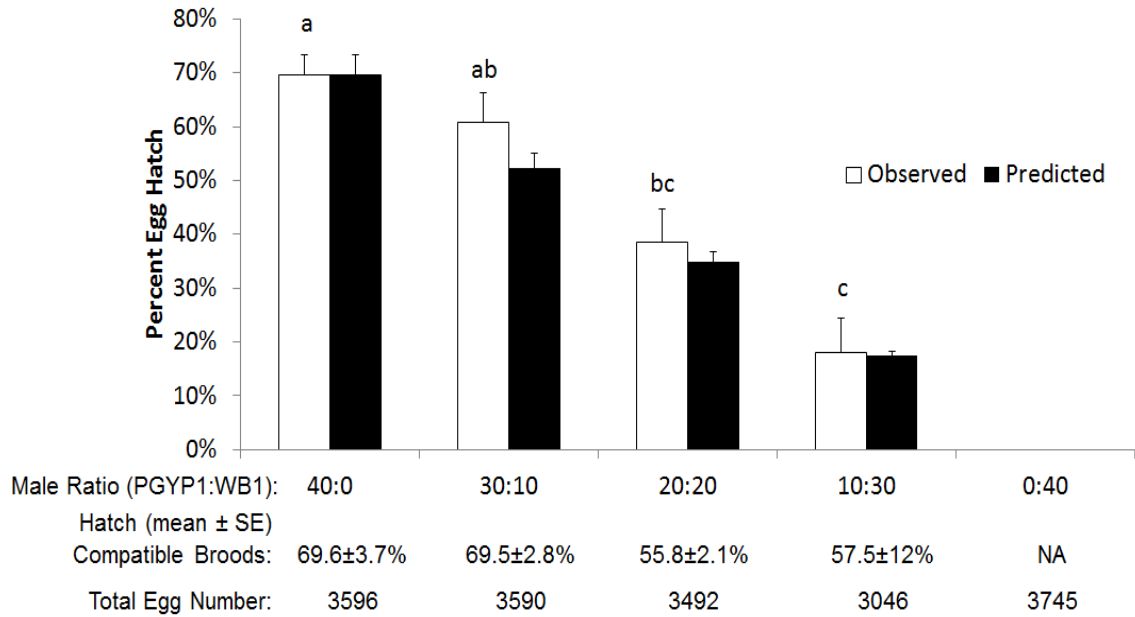 80%
a
70%
ab
60%
50%
bc
40%
30%
c
20%
10%
0%
Percent Egg Hatch
Observed Predicted
Male Ratio (PGYP1:WB1): 40:0 30:10 20:20 10:30 0:40
Hatch (mean ± SE)
Compatible Broods: 69.6±3.7% 69.5±2.8% 55.8±2.1% 57.5±12% NA
Total Egg Number: 3596 3590 3492 3046 3745